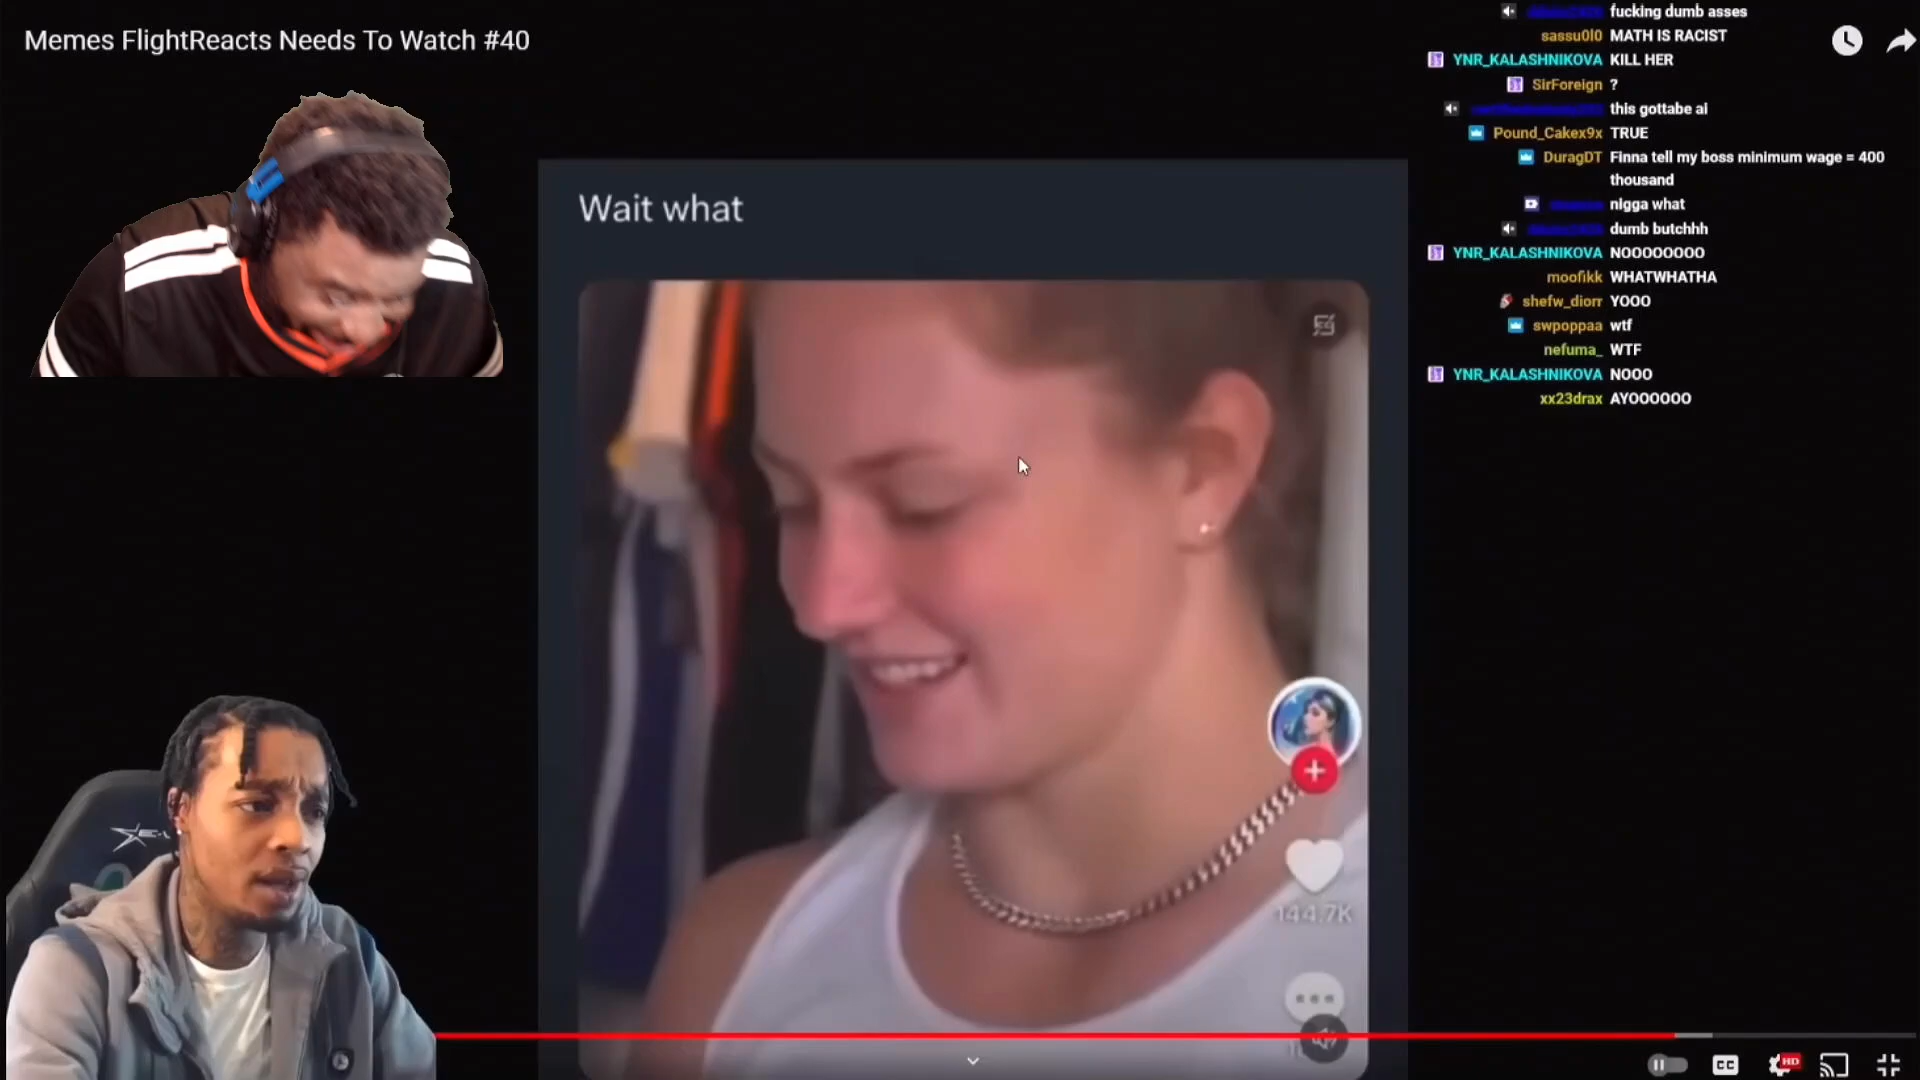 Memes FlightReacts Needs To Watch #40
Wait what
144.7K
fucking dumb asses
sassu0l0 MATH IS RACIST
YNR_KALASHNIKOVA KILL HER
SirForeign ?
this gottabe ai
Pound_Cakex9x TRUE
DuragDT Finna tell my boss minimum wage = 400
thousand
nigga what
dumb butchhh
YNR_KALASHNIKOVA NOOOOOOOO
moofikk WHATWHATHA
shefw_diorr YOOO
swpoppaa wtf
nefuma_ WTF
YNR_KALASHNIKOVA NOOO
xx23drax AYOOOOOO
CC
HD